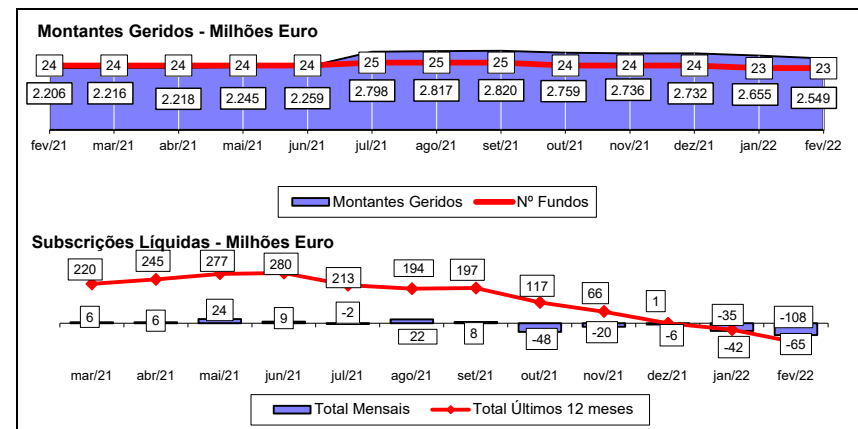 Montantes Geridos - Milhões Euro
24 24 24 24 24 25 25 25 24 24 24 23 23
2.206 2.216 2.218 2.245 2.259 2.798 2.817 2.820 2.759 2.736 2.732 2.655 2.549
fev/21 mar/21 abr/21 mai/21 jun/21 jul/21 ago/21 set/21 out/21 nov/21 dez/21 jan/22 fev/22
Montantes Geridos Nº Fundos
Subscrições Líquidas - Milhões Euro
220 245 277 280 213 194 197 117 66 1 -35 -108
6 6 24 9 -2 22 8 -48 -20 -6 -42 -65
mar/21 abr/21 mai/21 jun/21 jul/21 ago/21 set/21 out/21 nov/21 dez/21 jan/22 fev/22
Total Mensais Total Últimos 12 meses